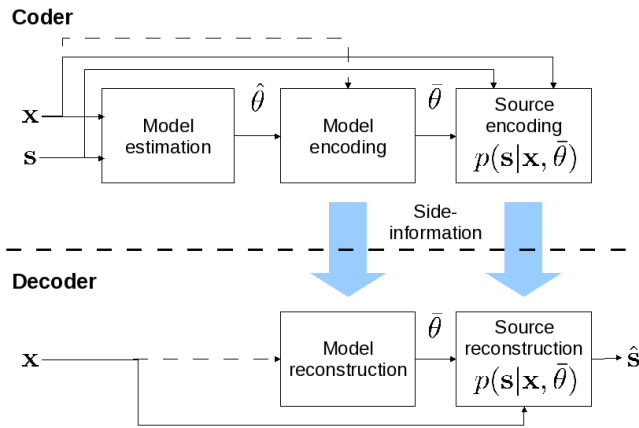 Coder
x
s
Model
estimation
θ̂
Model
encoding
θ̄
Source
encoding
p(s|x, θ̄)
Side-
information
Decoder
x
Model
reconstruction
θ̄
Source
reconstruction
p(s|x, θ̄)
ŝ